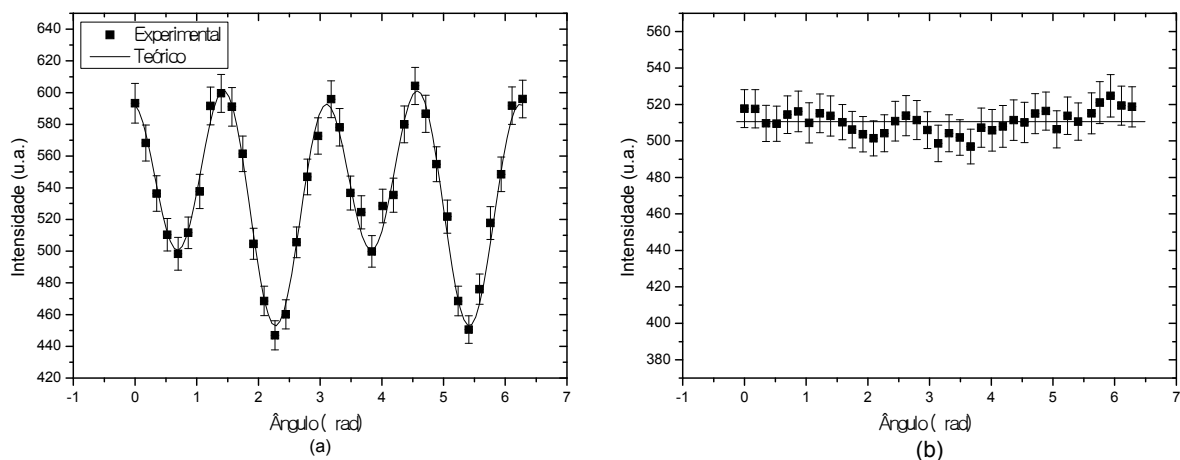 Experimental
Teórico
640
620
600
580
560
540
520
500
480
460
440
420
-1 0 1 2 3 4 5 6 7
Intensidade (u.a.)
Ângulo ( rad)
(a)
560
540
520
500
480
460
440
420
400
380
-1 0 1 2 3 4 5 6 7
Intensidade (u.a.)
Ângulo ( rad)
(b)